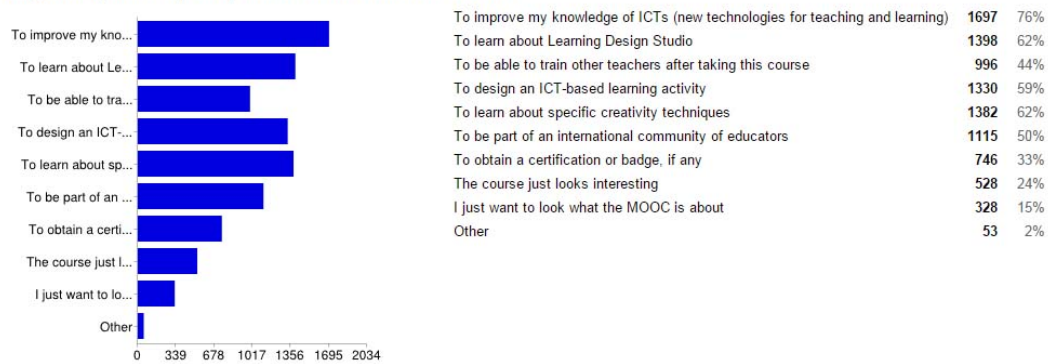 To improve my kno...
To learn about Le...
To be able to tra...
To design an ICT-...
To learn about sp...
To be part of an ...
To obtain a certi...
The course just l...
I just want to lo...
Other
0 339 678 1017 1356 1695 2034
To improve my knowledge of ICTs (new technologies for teaching and learning) 1697 76%
To learn about Learning Design Studio 1398 62%
To be able to train other teachers after taking this course 996 44%
To design an ICT-based learning activity 1330 59%
To learn about specific creativity techniques 1382 62%
To be part of an international community of educators 1115 50%
To obtain a certification or badge, if any 746 33%
The course just looks interesting 528 24%
I just want to look what the MOOC is about 328 15%
Other 53 2%